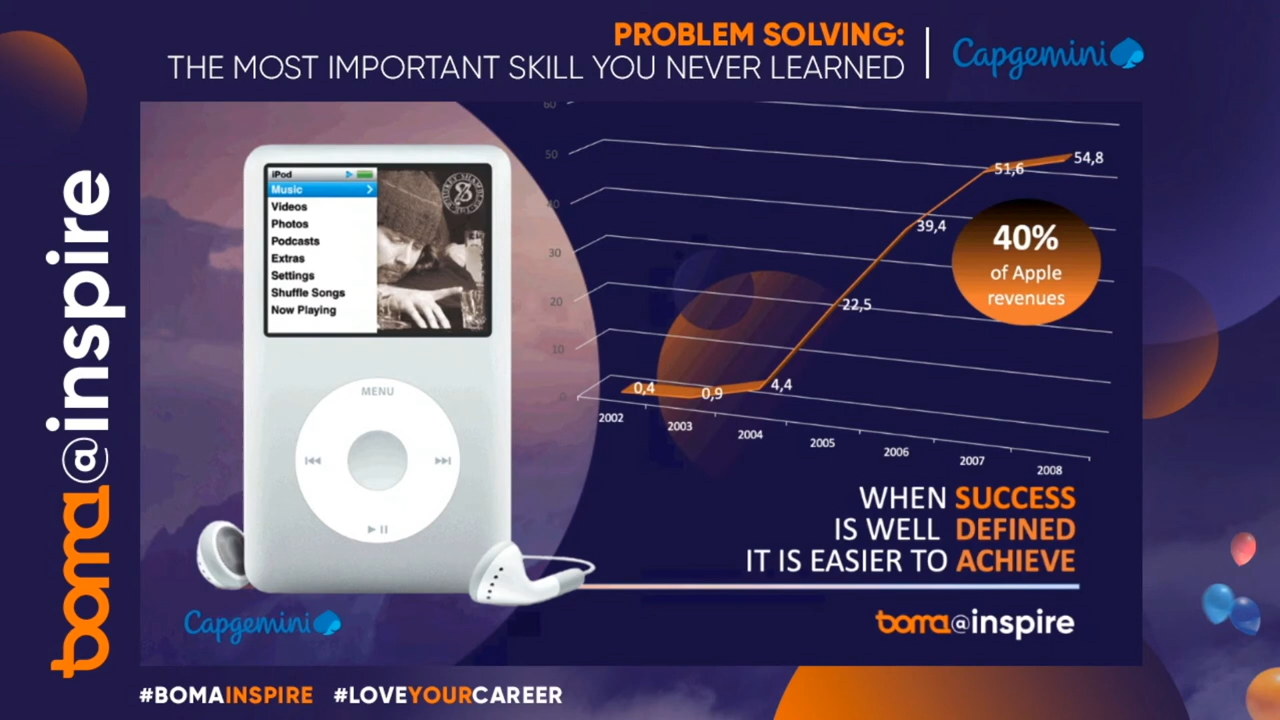 PROBLEM SOLVING:
THE MOST IMPORTANT SKILL YOU NEVER LEARNED
Capgemini
boma@inspire
iPod
Music
Videos
Photos
Podcasts
Extras
Settings
Shuffle Songs
Now Playing
MENU
60
50
40
30
20
10
0
0,4
0,9
4,4
22,5
39,4
51,6
54,8
2002
2003
2004
2005
2006
2007
2008
40%
of Apple
revenues
WHEN SUCCESS
IS WELL DEFINED
IT IS EASIER TO ACHIEVE
Capgemini
boma@inspire
#BOMAINSPIRE #LOVEYOURCAREER